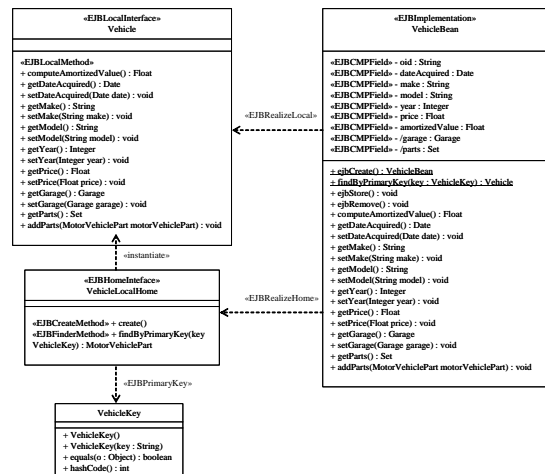 «EJBLocalInterface»
Vehicle
«EJBLocalMethod»
+ computeAmortizedValue() : Float
+ getDateAcquired() : Date
+ setDateAcquired(Date date) : void
+ getMake() : String
+ setMake(String make) : void
+ getModel() : String
+ setModel(String model) : void
+ getYear() : Integer
+ setYear(Integer year) : void
+ getPrice() : Float
+ setPrice(Float price) : void
+ getGarage() : Garage
+ setGarage(Garage garage) : void
+ getParts() : Set
+ addParts(MotorVehiclePart motorVehiclePart) : void
«EJBRealizeLocal»
«EJBImplementation»
VehicleBean
«EJBCMPField» - oid : String
«EJBCMPField» - dateAcquired : Date
«EJBCMPField» - make : String
«EJBCMPField» - model : String
«EJBCMPField» - year : Integer
«EJBCMPField» - price : Float
«EJBCMPField» - amortizedValue : Float
«EJBCMPField» - /garage : Garage
«EJBCMPField» - /parts : Set
+ ejbCreate() : VehicleBean
+ findByPrimaryKey(key : VehicleKey) : Vehicle
+ ejbStore() : void
+ ejbRemove() : void
+ computeAmortizedValue() : Float
+ getDateAcquired() : Date
+ setDateAcquired(Date date) : void
+ getMake() : String
+ setMake(String make) : void
+ getModel() : String
+ setModel(String model) : void
+ getYear() : Integer
+ setYear(Integer year) : void
+ getPrice() : Float
+ setPrice(Float price) : void
+ getGarage() : Garage
+ setGarage(Garage garage) : void
+ getParts() : Set
+ addParts(MotorVehiclePart motorVehiclePart) : void
«instantiate»
«EJBHomeInteface»
VehicleLocalHome
«EJBCreateMethod» + create()
«EJBFinderMethod» + findByPrimaryKey(key
VehicleKey) : MotorVehiclePart
«EJBRealizeHome»
«EJBPrimaryKey»
VehicleKey
+ VehicleKey()
+ VehicleKey(key : String)
+ equals(o : Object) : boolean
+ hashCode() : int